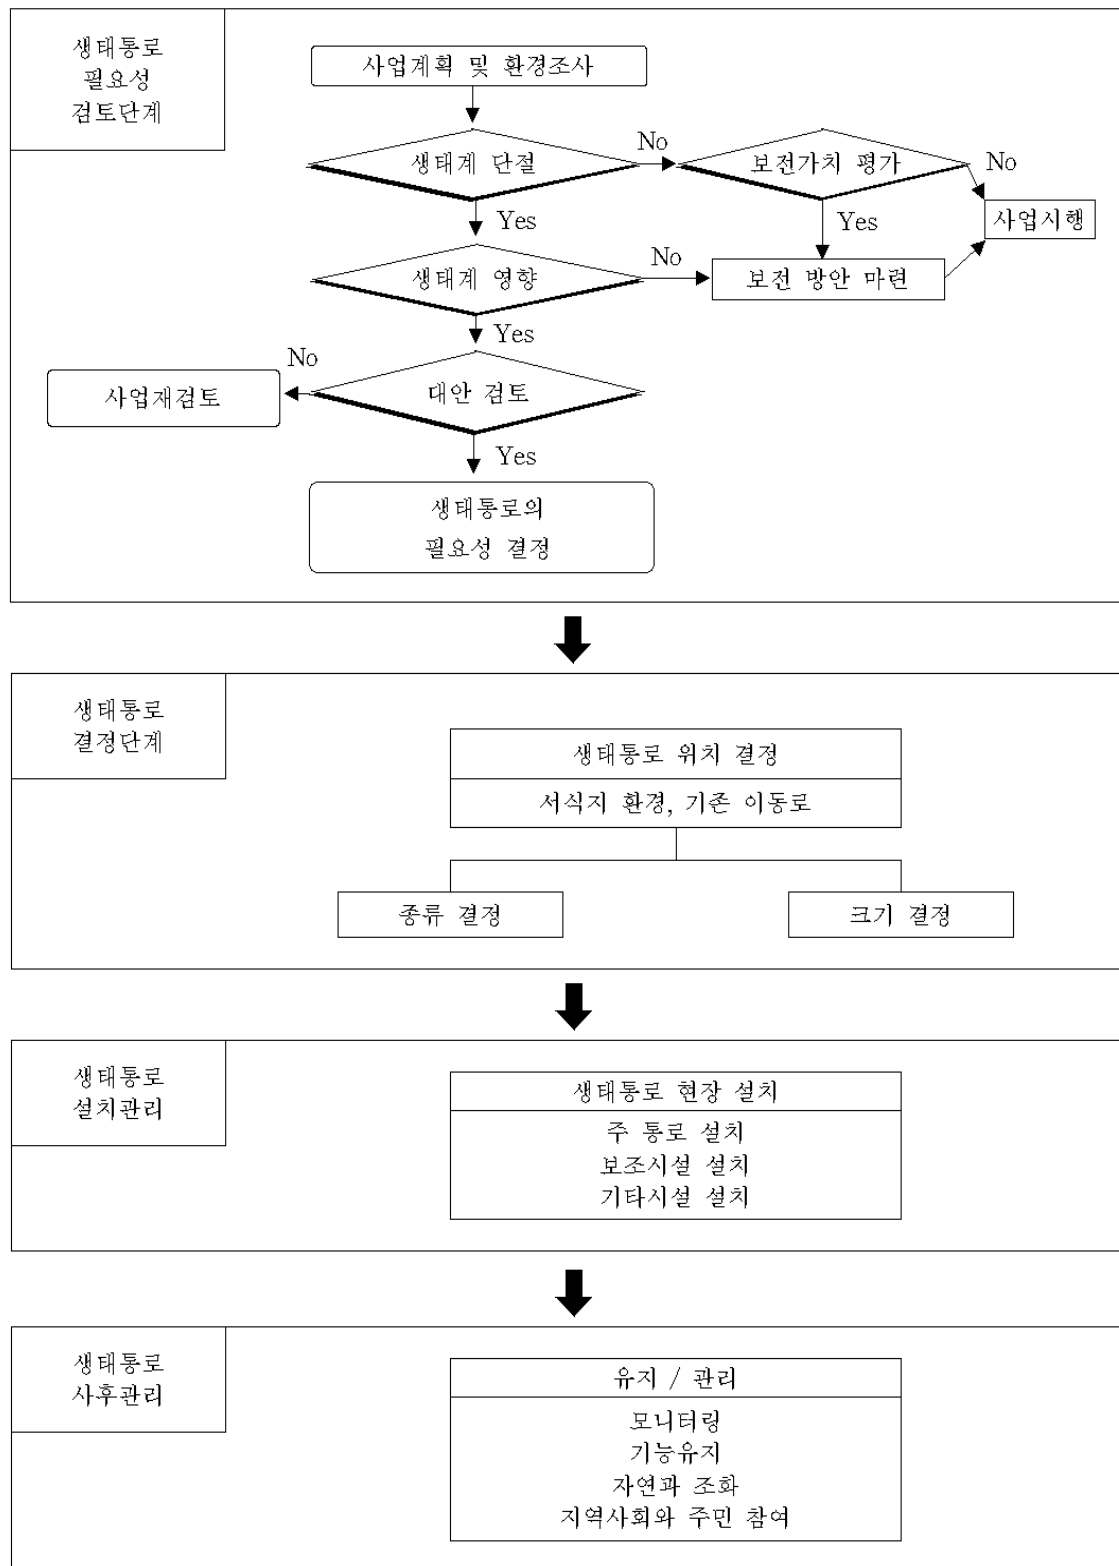 생태통로
필요성
검토단계
사업계획 및 환경조사
생태계 단절
No
보전가치 평가
No
사업시행
Yes
Yes
생태계 영향
No
보전 방안 마련
Yes
No
사업재검토
대안 검토
Yes
생태통로의
필요성 결정
생태통로
결정단계
생태통로 위치 결정
서식지 환경, 기존 이동로
종류 결정
크기 결정
생태통로
설치관리
생태통로 현장 설치
주 통로 설치
보조시설 설치
기타시설 설치
생태통로
사후관리
유지 / 관리
모니터링
기능유지
자연과 조화
지역사회와 주민 참여